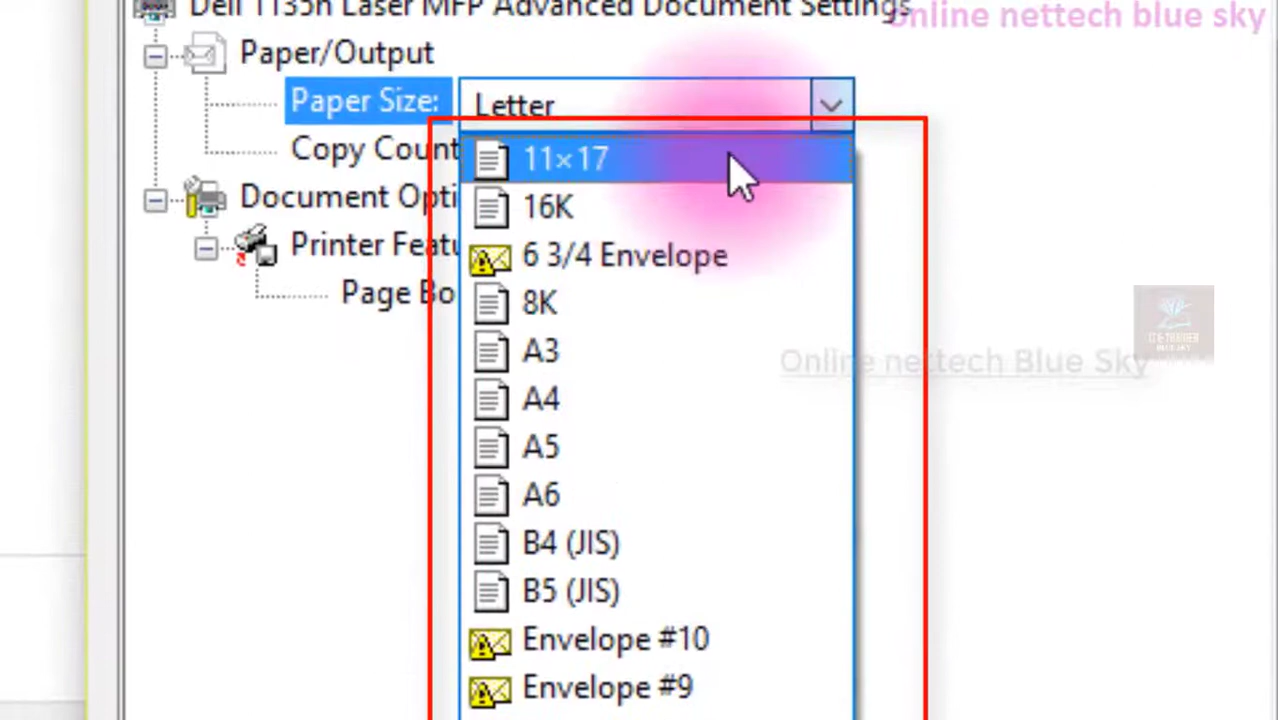 Dell 1135n Laser MFP Advanced Document Settings
Online nettech blue sky
Paper/Output
Paper Size: Letter
Copy Count
11×17
16K
Document Opti
6 3/4 Envelope
Printer Featu
Page Bo
8K
A3
Online nettech Blue Sky
A4
A5
A6
B4 (JIS)
B5 (JIS)
Envelope #10
Envelope #9